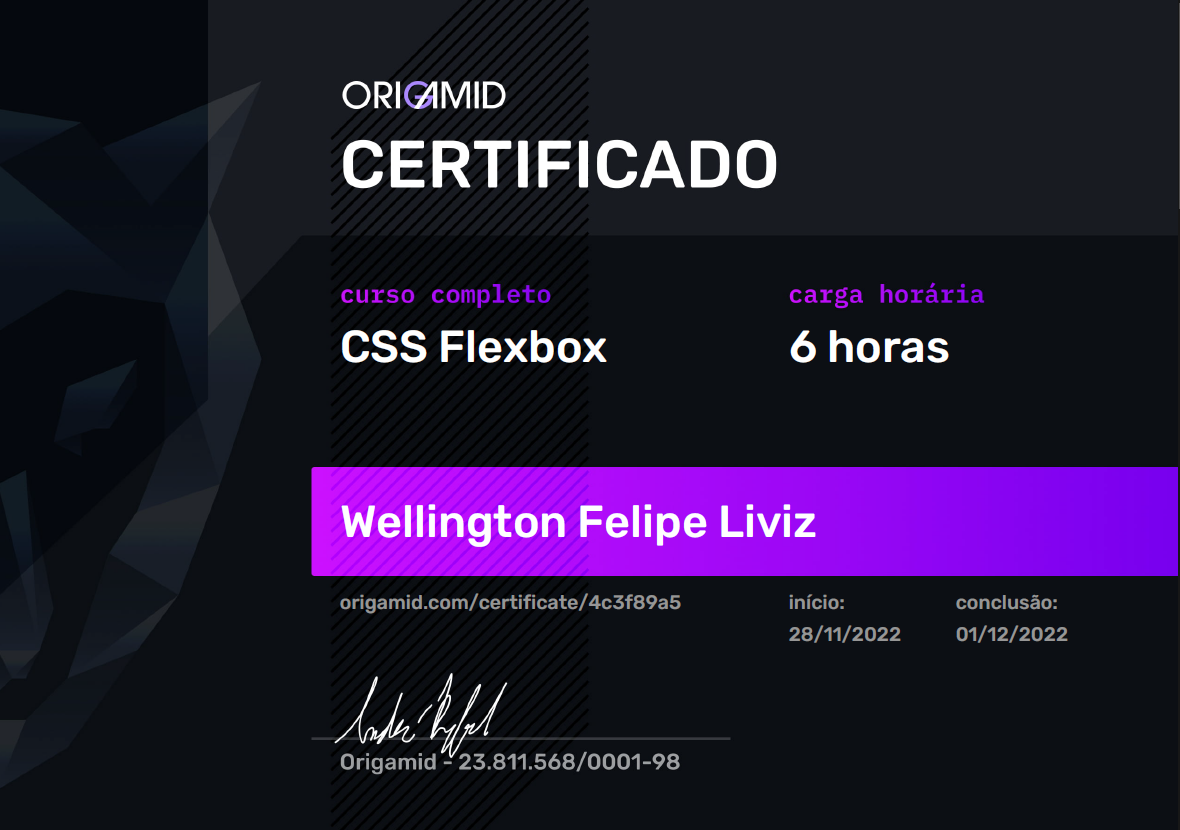 ORIGAMID
CERTIFICADO
curso completo
carga horária
CSS Flexbox
6 horas
Wellington Felipe Liviz
origamid.com/certificate/4c3f89a5
início:
conclusão:
28/11/2022
01/12/2022
Origamid - 23.811.568/0001-98